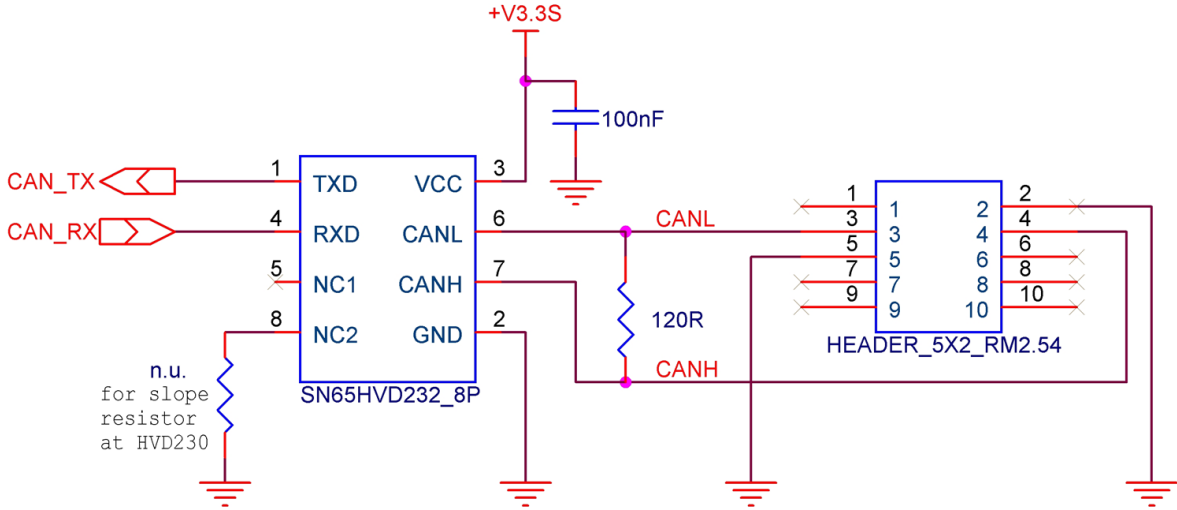 +V3.3S
100nF
CAN_TX
1
TXD
VCC
3
CAN_RX
4
RXD
CANL
6
5
NC1
CANH
7
8
NC2
GND
2
SN65HVD232_8P
n.u.
for slope
resistor
at HVD230
CANL
120R
CANH
1
1
2
2
3
3
4
4
5
5
6
6
7
7
8
8
9
9
10
10
HEADER_5X2_RM2.54